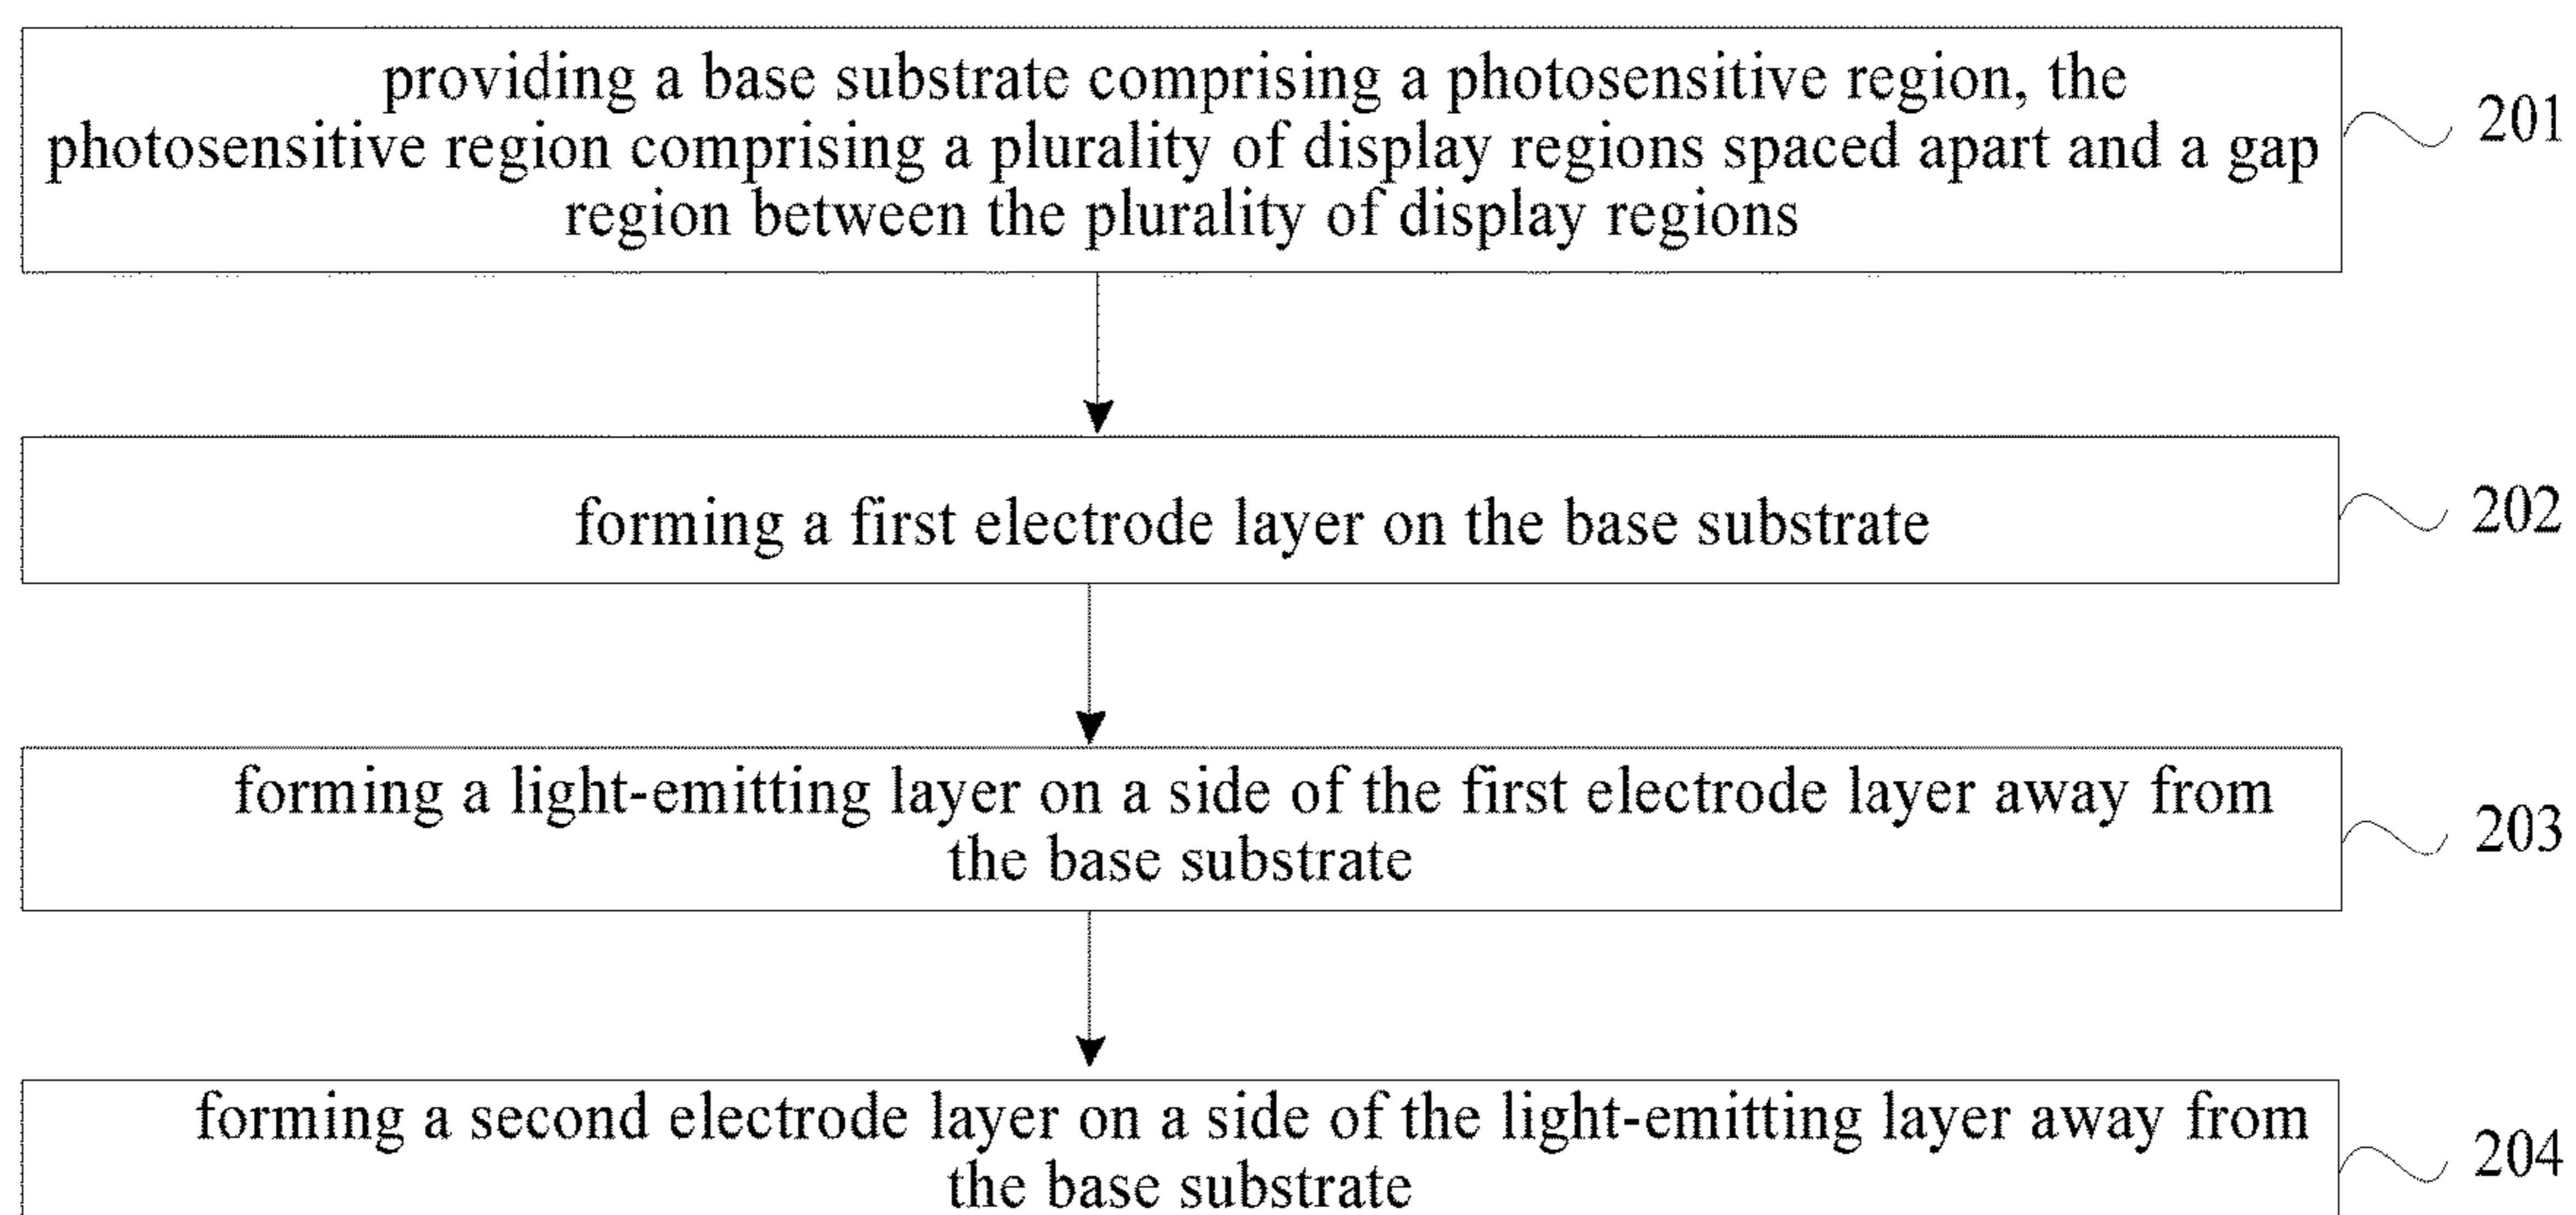 providing a base substrate comprising a photosensitive region, the
photosensitive region comprising a plurality of display regions spaced apart and a gap
region between the plurality of display regions
201
forming a first electrode layer on the base substrate
202
forming a light-emitting layer on a side of the first electrode layer away from
the base substrate
203
forming a second electrode layer on a side of the light-emitting layer away from
the base substrate
204